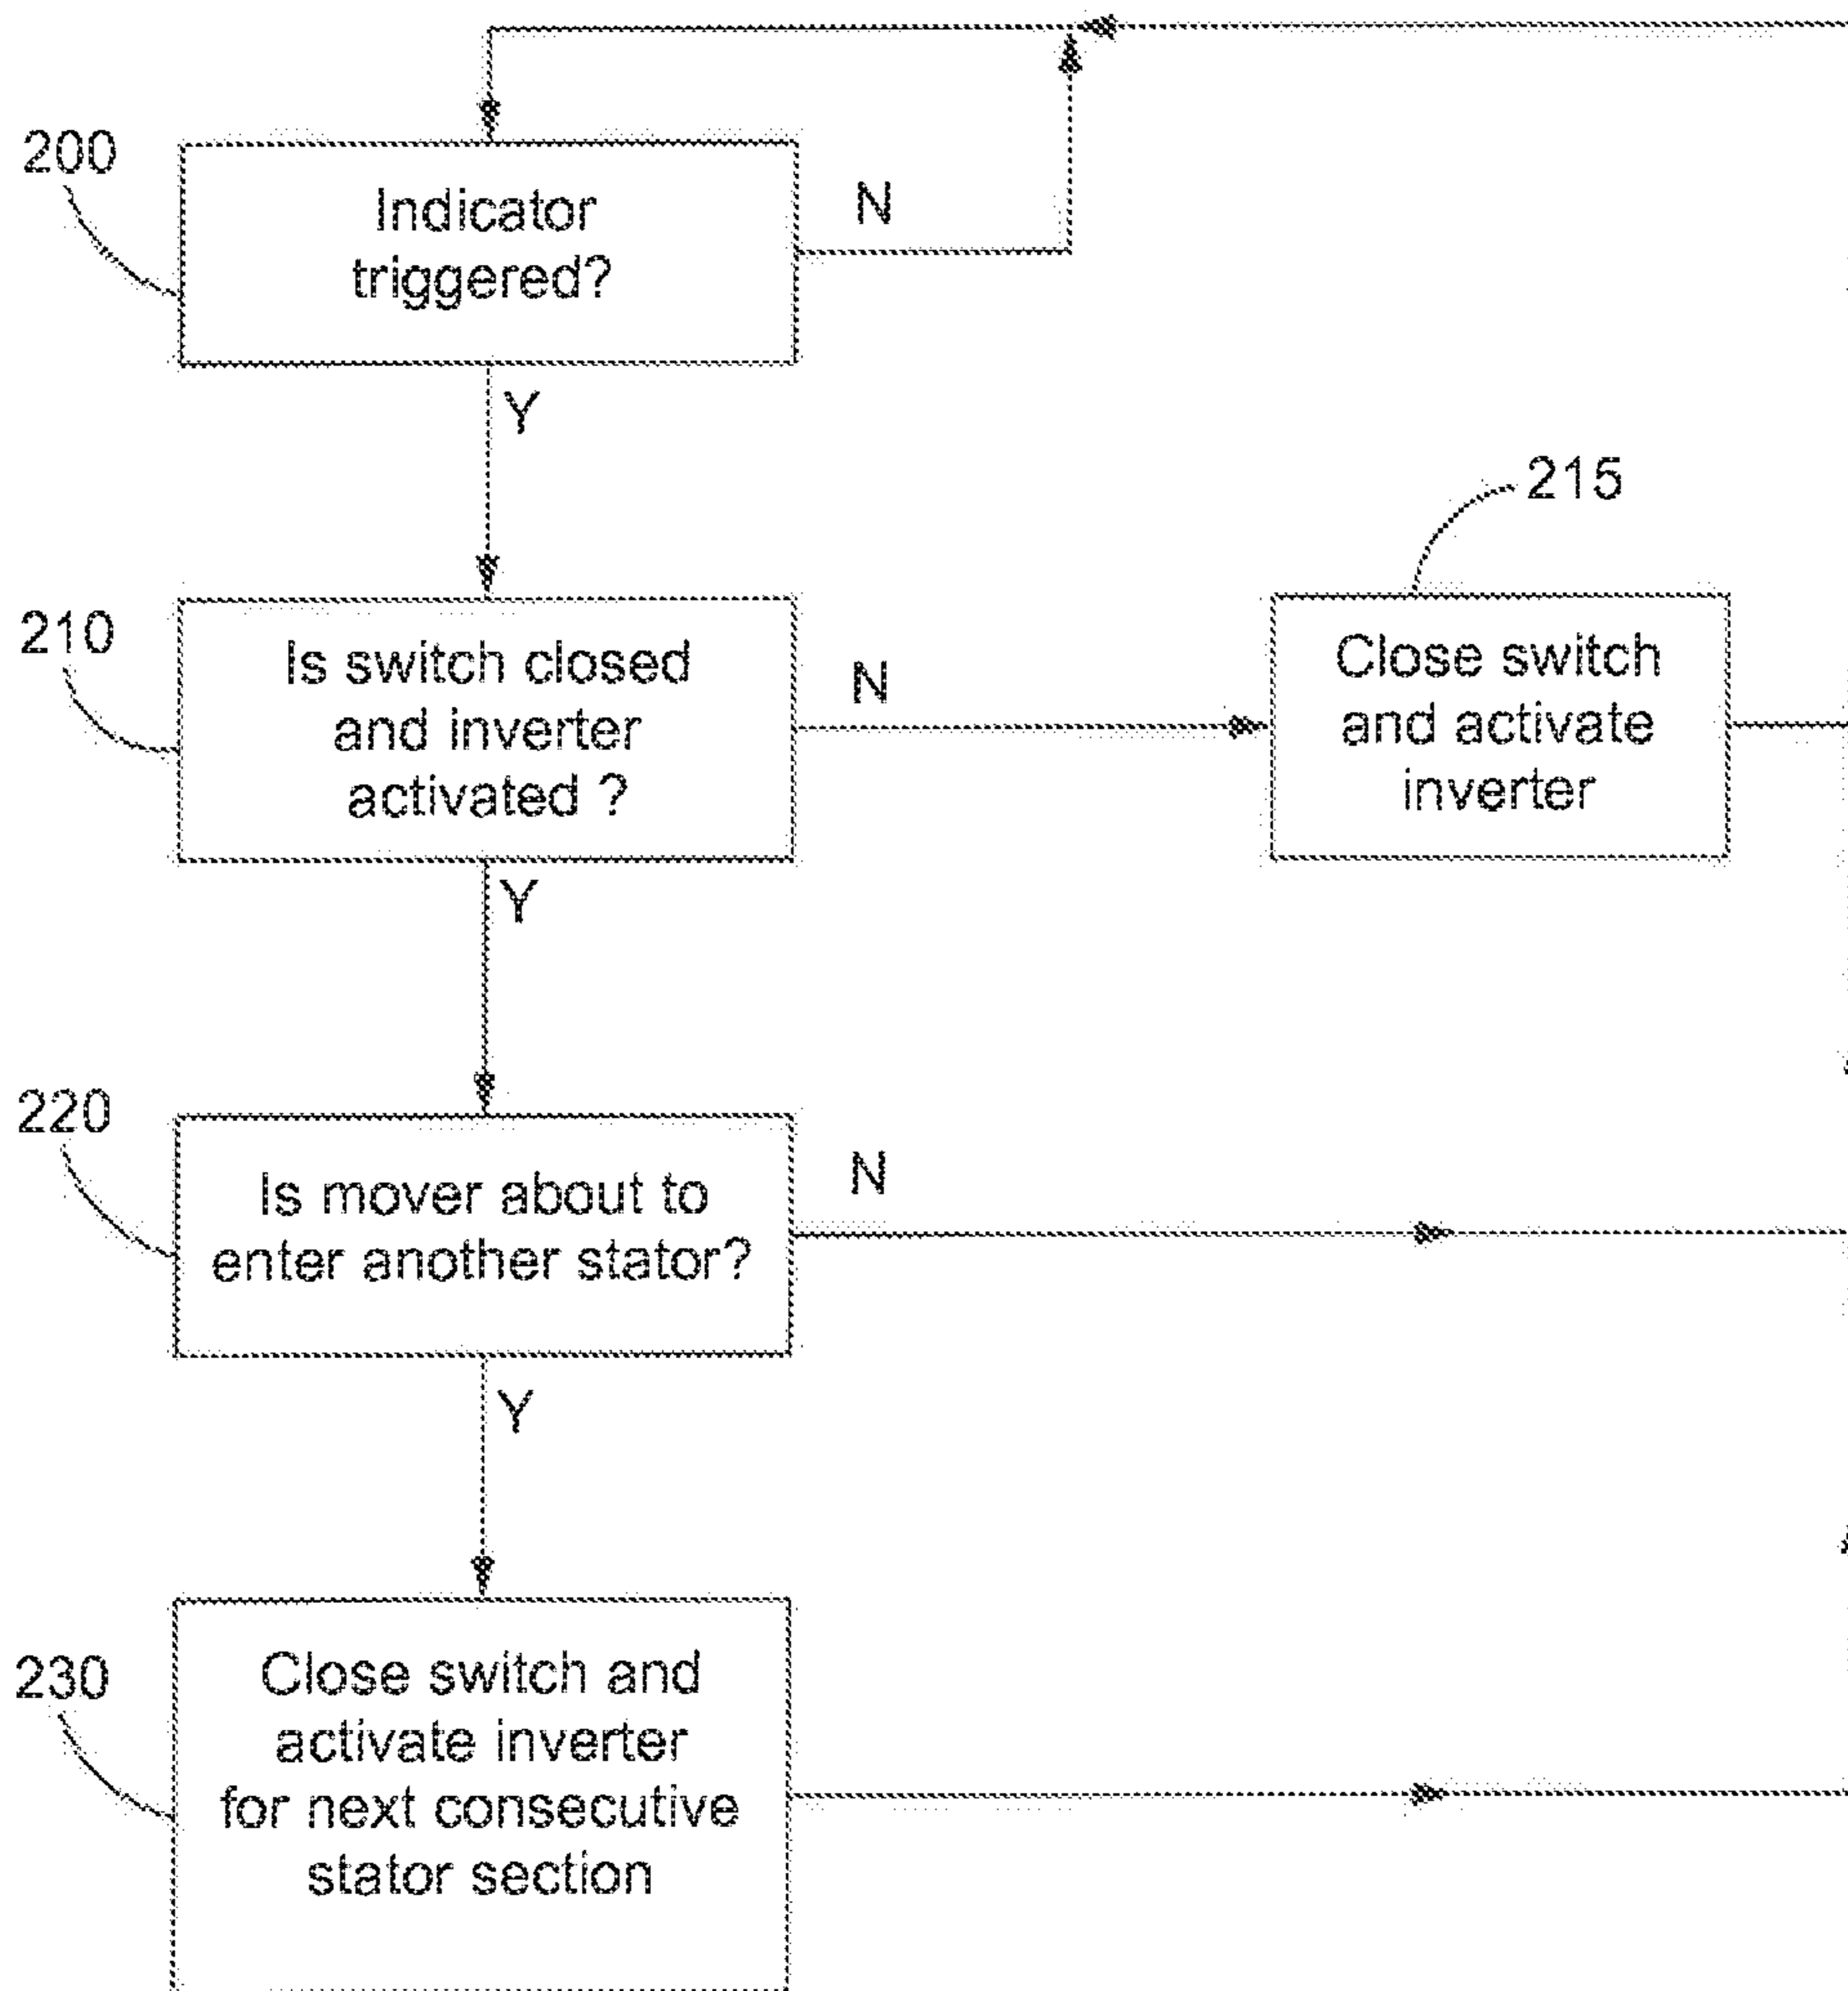 200
Indicator
triggered?
N
Y
215
210
Is switch closed
and inverter
activated ?
N
Close switch
and activate
inverter
Y
220
Is mover about to
enter another stator?
N
Y
230
Close switch and
activate inverter
for next consecutive
stator section